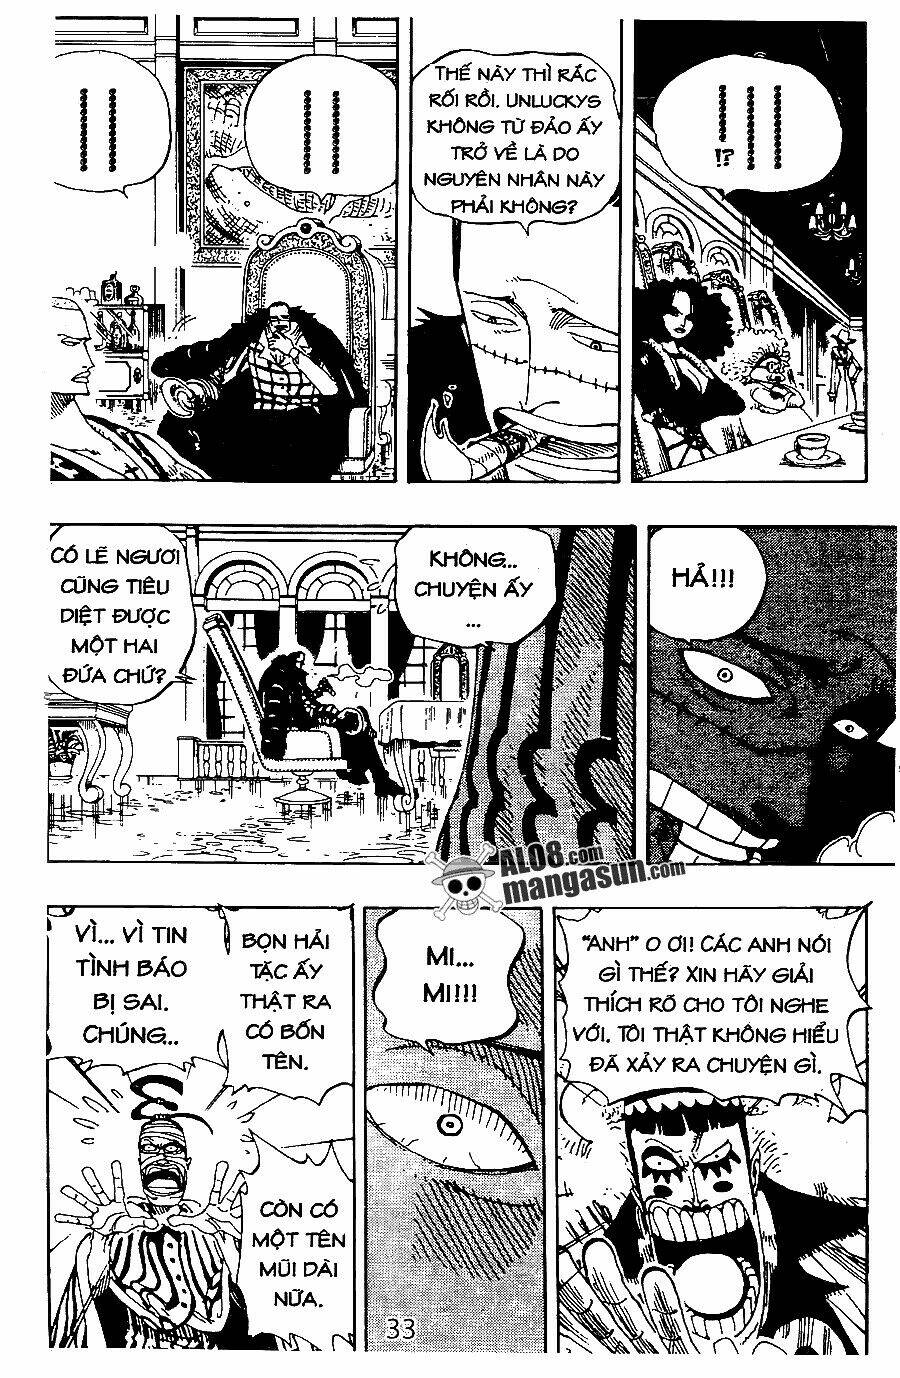 ......
......
THẾ NÀY THÌ RẮC
RỐI RỒI. UNLUCKYS
KHÔNG TỪ ĐẢO ẤY
TRỞ VỀ LÀ DO
NGUYÊN NHÂN NÀY
PHẢI KHÔNG?
......... !?
CÓ LẼ NGƯƠI
CŨNG TIÊU
DIỆT ĐƯỢC
MỘT HAI
ĐỨA CHỨ?
KHÔNG...
CHUYỆN ẤY
...
HẢ!!!
AL08.com
mangasun.com
VÌ... VÌ TIN
TÌNH BÁO
BỊ SAI.
CHÚNG...
BỌN HẢI
TẶC ẤY
THẬT RA
CÓ BỐN
TÊN.
CÒN CÓ
MỘT TÊN
MŨI DÀI
NỮA.
MI...
MI!!!!
"ANH" O ƠI! CÁC ANH NÓI
GÌ THẾ? XIN HÃY GIẢI
THÍCH RÕ CHO TÔI NGHE
VỚI. TÔI THẬT KHÔNG HIỂU
ĐÃ XẢY RA CHUYỆN GÌ.
33